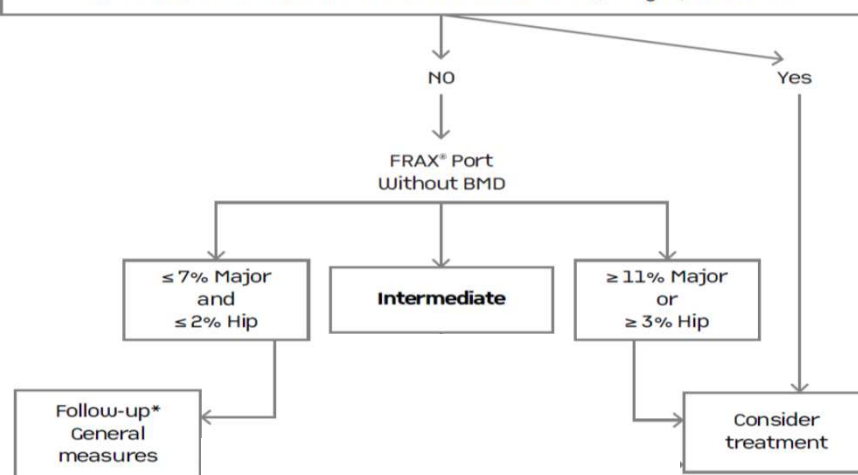 NO
Yes
FRAX® Port
Without BMD
≤ 7% Major
and
≤ 2% Hip
Intermediate
≥ 11% Major
or
≥ 3% Hip
Follow-up*
General
measures
Consider
treatment